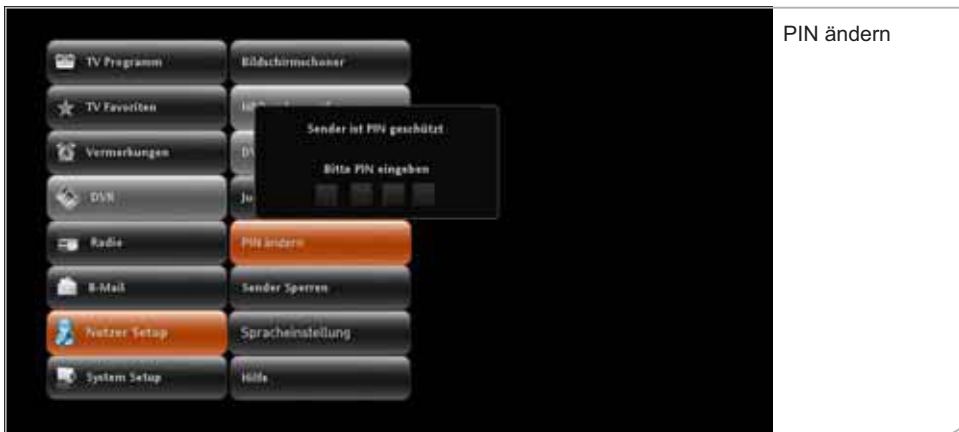 PIN ändern
TV Programm
TV Favoriten
Vormerkungen
DVR
Radio
E-Mail
Nutzer Setup
System Setup
Bildschirmschoner
PIN ändern
Sender Sperren
Spracheinstellung
Hilfe
Sender ist PIN geschützt
Bitte PIN eingeben